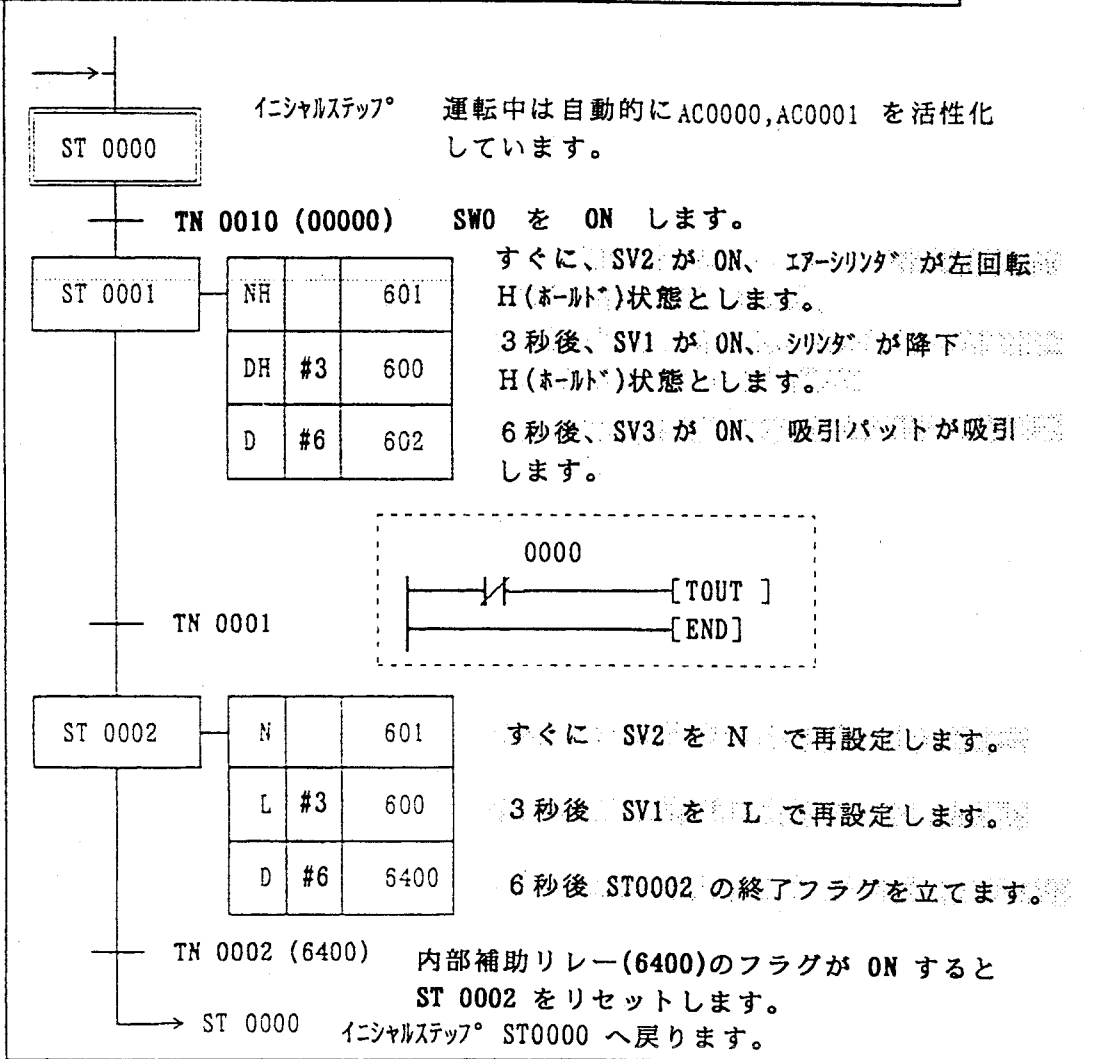 イニシャルステップ 運転中は自動的にAC0000,AC0001 を活性化
しています。
ST 0000
TN 0010 (00000) SW0 を ON します。
ST 0001
NH 601
すぐに、SV2 が ON、 エアーシリンダ が左回転
H(ホールド)状態とします。
DH #3 600
3秒後、SV1 が ON、 シリンダ が降下
H(ホールド)状態とします。
D #6 602
6秒後、SV3 が ON、 吸引パットが吸引
します。
0000
[TOUT ]
[END]
TN 0001
ST 0002
N 601
すぐに SV2 を N で再設定します。
L #3 600
3秒後 SV1 を L で再設定します。
D #6 6400
6秒後 ST0002 の終了フラグを立てます。
TN 0002 (6400) 内部補助リレー(6400)のフラグが ON すると
ST 0002 をリセットします。
ST 0000 イニシャルステップ ST0000 へ戻ります。